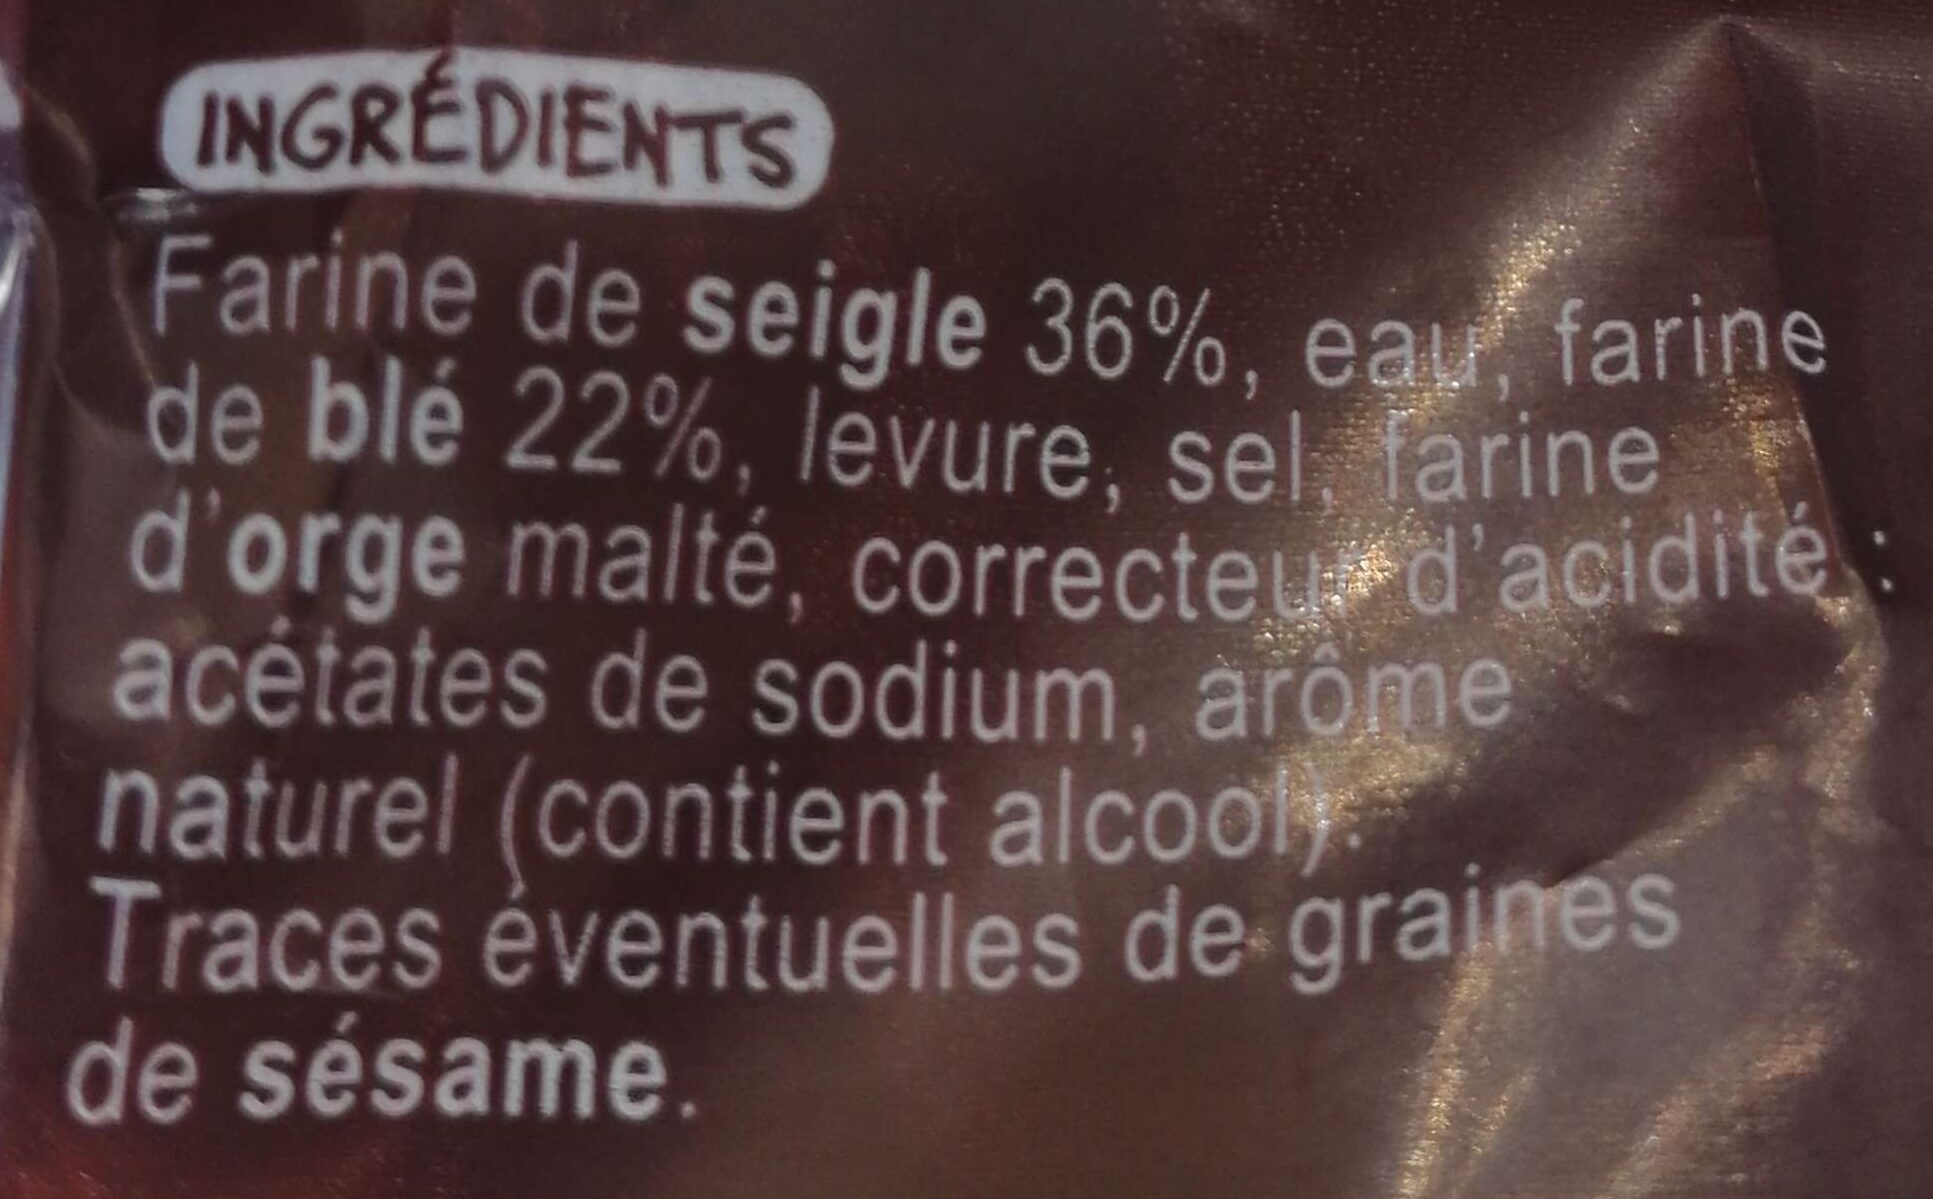 INGRÉDIENTS
Farine de seigle 36%, eau, farine
de blé 22%, levure, sel, farine
d'orge malté, correcteur d'acidité :
acétates de sodium, arôme
naturel (contient alcool).
Traces éventuelles de graines
de sésame.